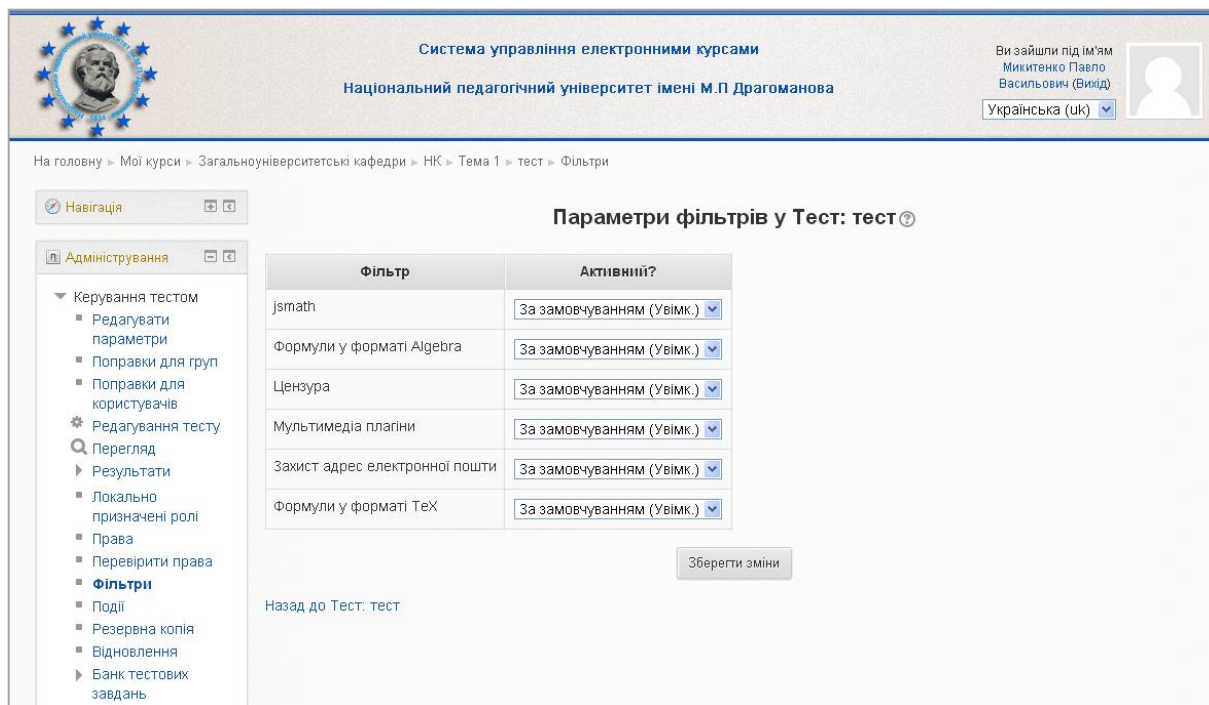 Система управління електронними курсами
Національний педагогічний університет імені М.П Драгоманова
Ви зайшли під ім'ям
Микитенко Павло
Васильович (Вихід)
Українська (uk)
На головну ► Мої курси ► Загальноуніверситетські кафедри ► НК ► Тема 1 ► тест ► Фільтри
Навігація
Адміністрування
Керування тестом
Редагувати
параметри
Поправки для груп
Поправки для
користувачів
Редагування тесту
Перегляд
Результати
Локально
призначені ролі
Права
Перевірити права
Фільтри
Події
Резервна копія
Відновлення
Банк тестових
завдань
Параметри фільтрів у Тест: тест
Фільтр Активний?
jsmath За замовчуванням (Увімк.)
Формули у форматі Algebra За замовчуванням (Увімк.)
Цензура За замовчуванням (Увімк.)
Мультимедіа плагіни За замовчуванням (Увімк.)
Захист адрес електронної пошти За замовчуванням (Увімк.)
Формули у форматі TeX За замовчуванням (Увімк.)
Зберегти зміни
Назад до Тест: тест